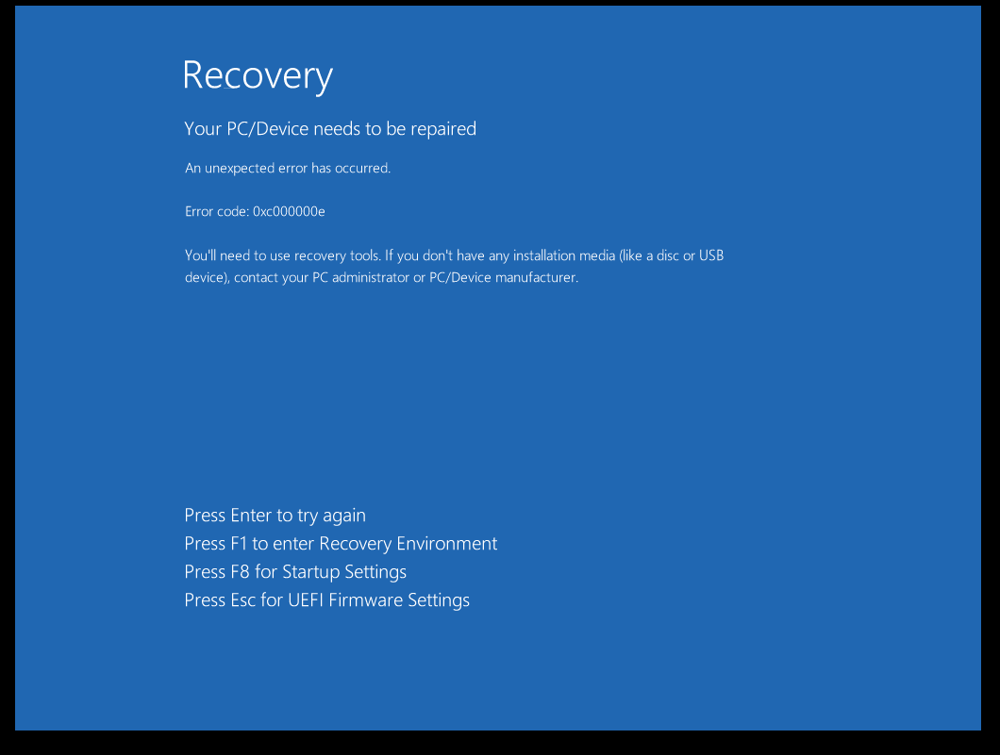 Recovery
Your PC/Device needs to be repaired
An unexpected error has occurred.
Error code: 0xc000000e
You'll need to use recovery tools. If you don't have any installation media (like a disc or USB
device), contact your PC administrator or PC/Device manufacturer.
Press Enter to try again
Press F1 to enter Recovery Environment
Press F8 for Startup Settings
Press Esc for UEFI Firmware Settings